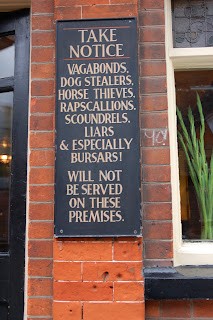 TAKE
NOTICE
VAGABONDS,
DOG STEALERS,
HORSE THIEVES,
RAPSCALLIONS,
SCOUNDRELS,
LIARS
& ESPECIALLY
BURSARS!
WILL NOT
BE SERVED
ON THESE
PREMISES.